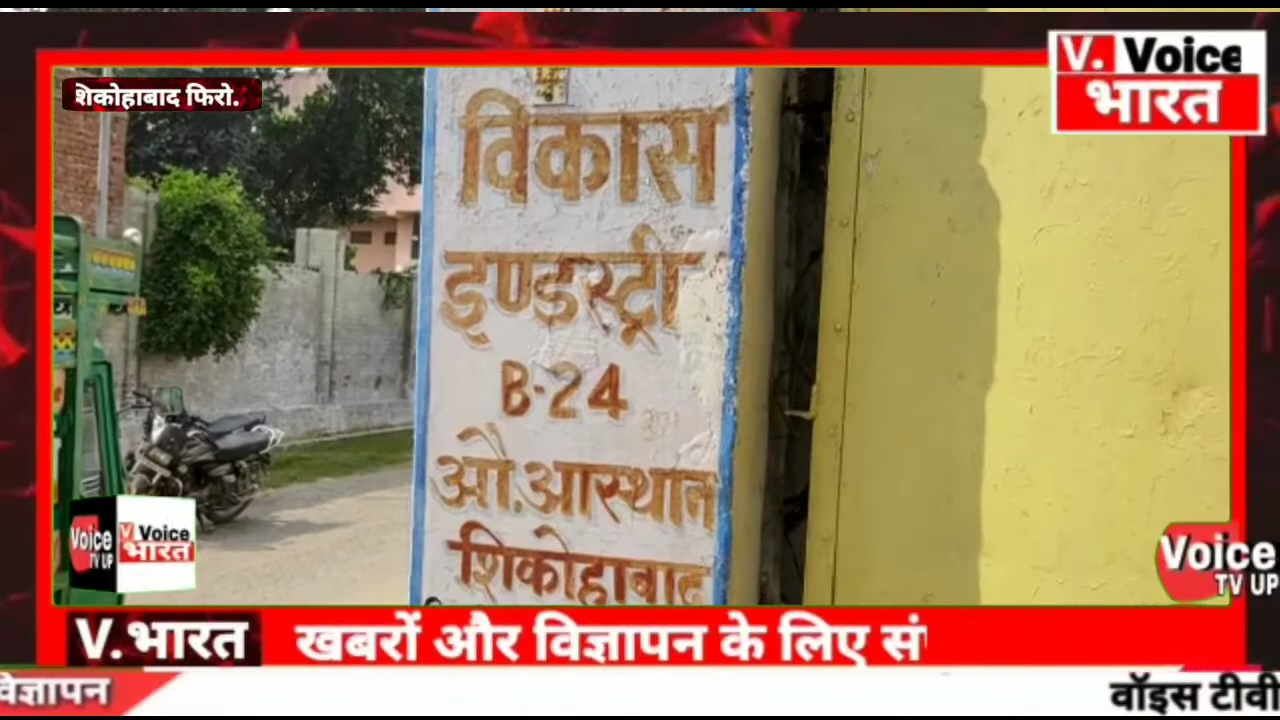 शिकोहाबाद फिरो.
V. Voice
भारत
विकास
इण्डस्ट्री
B-24
औ.आस्थान
शिकोहाबाद
Voice
TV UP
V Voice
भारत
Voice
TV UP
V.भारत
खबरों और विज्ञापन के लिए सं
विज्ञापन
वॉइस टीवी